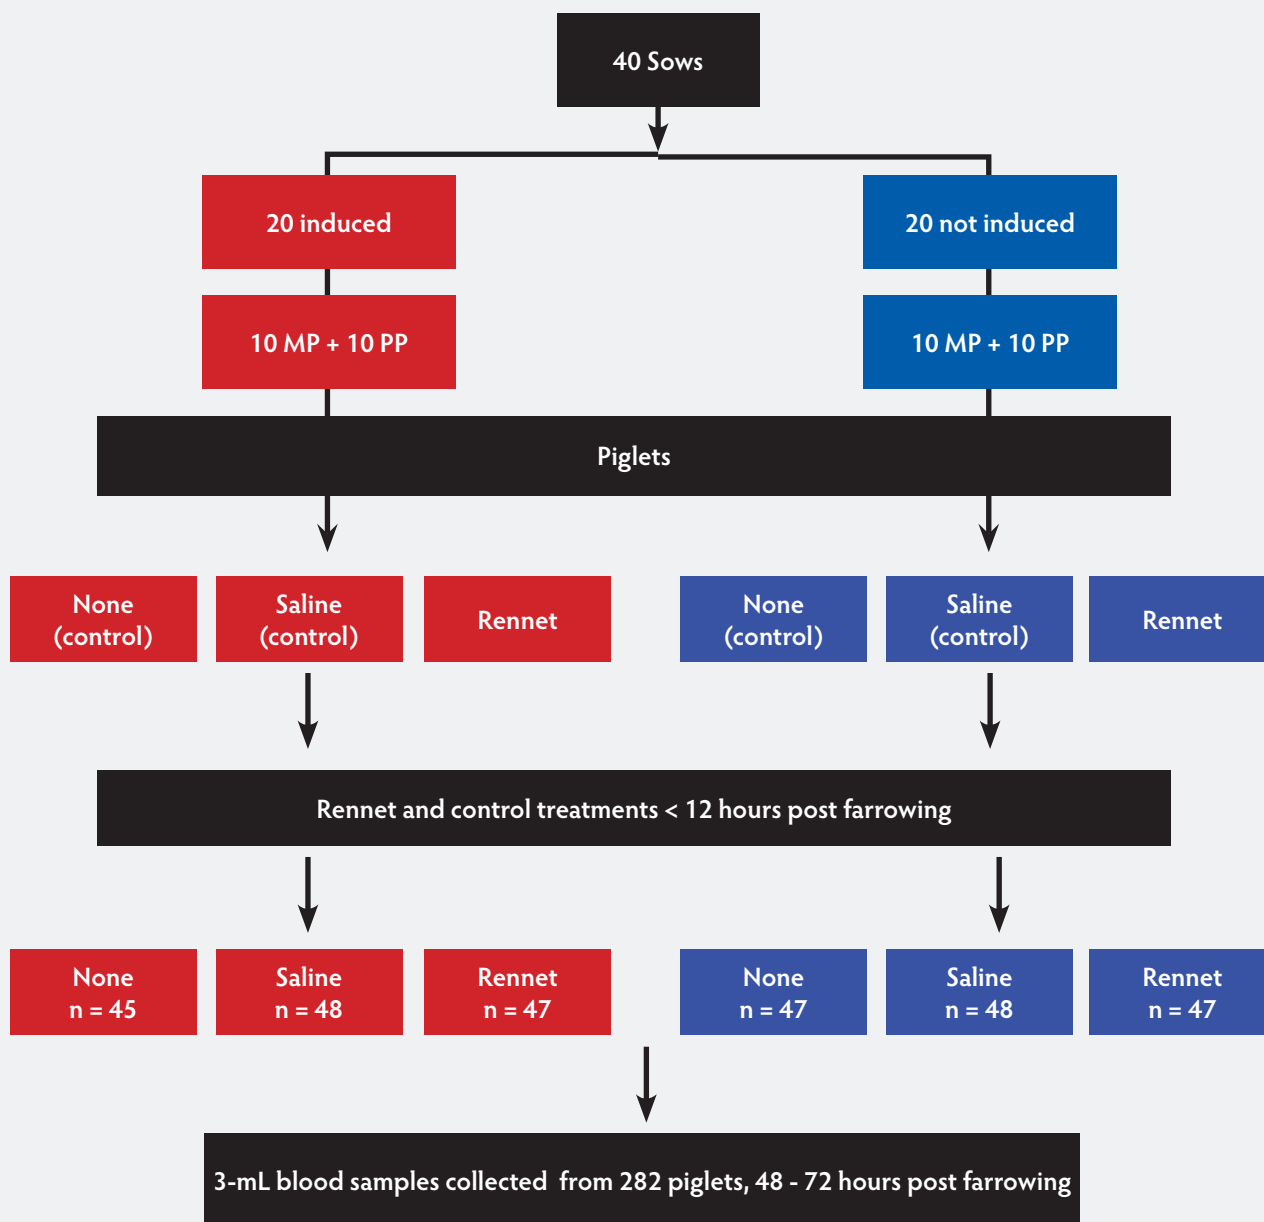 40 Sows
20 induced
20 not induced
10 MP + 10 PP
10 MP + 10 PP
Piglets
None
(control)
Saline
(control)
Rennet
None
(control)
Saline
(control)
Rennet
Rennet and control treatments < 12 hours post farrowing
None
n = 45
Saline
n = 48
Rennet
n = 47
None
n = 47
Saline
n = 48
Rennet
n = 47
3-mL blood samples collected from 282 piglets, 48 - 72 hours post farrowing